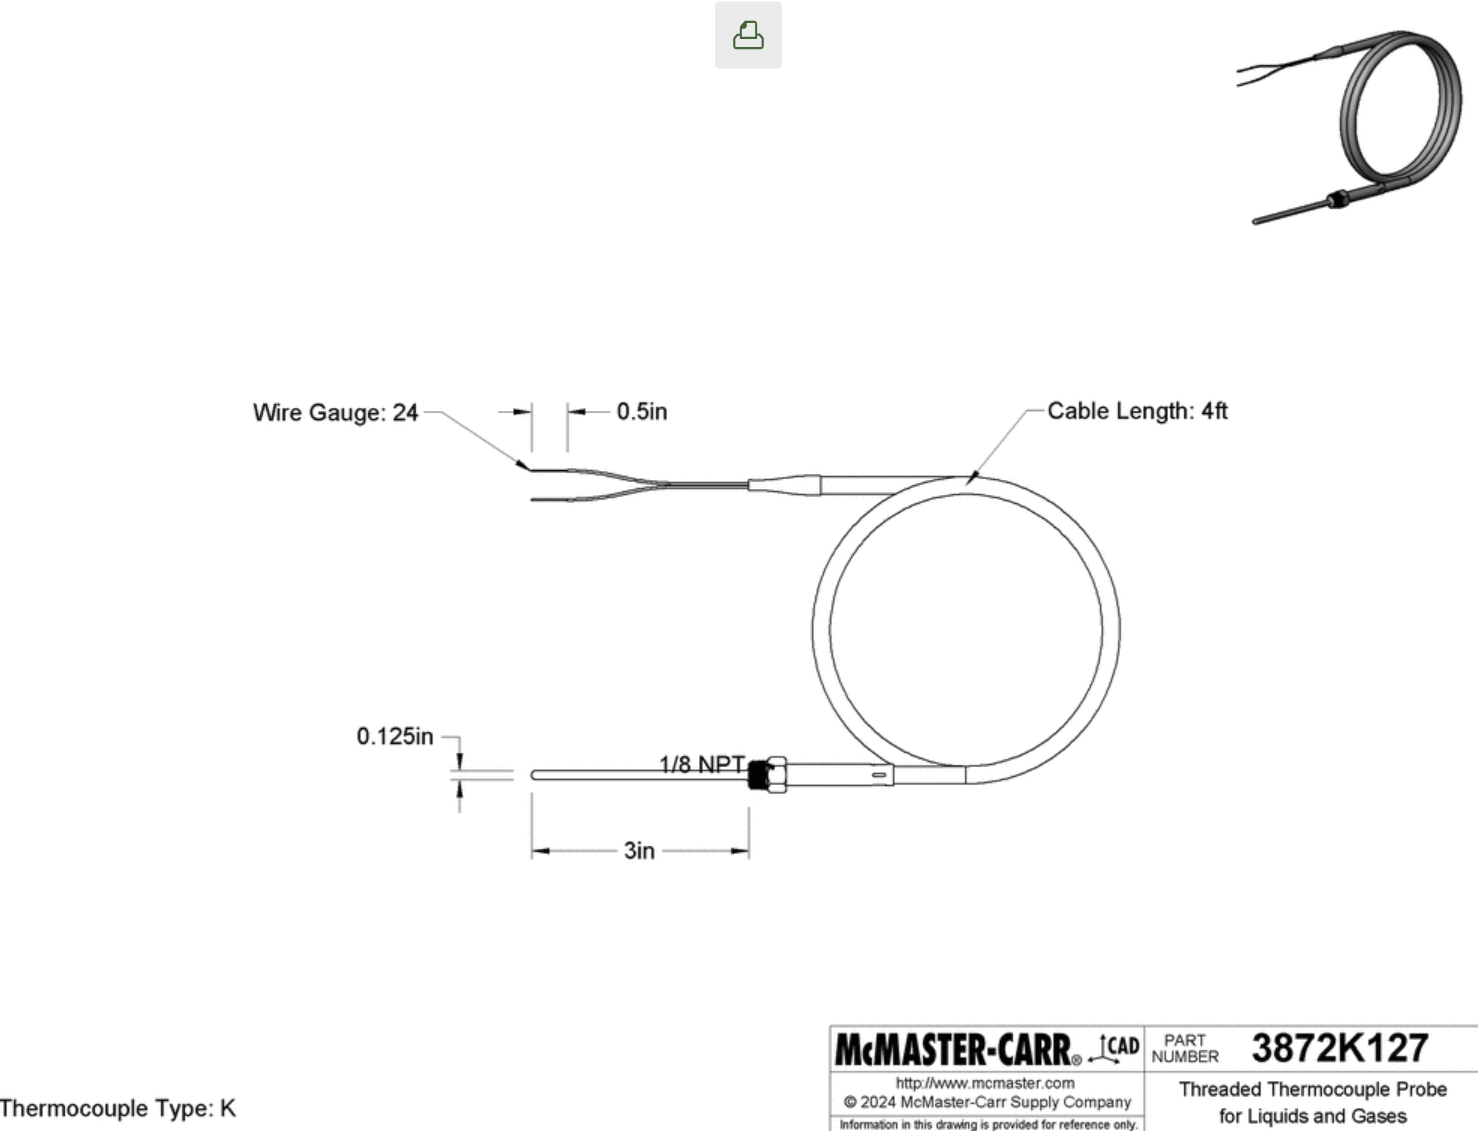 Wire Gauge: 24
0.5in
Cable Length: 4ft
0.125in
1/8 NPT
3in
Thermocouple Type: K
McMASTER-CARR® CAD
http://www.mcmaster.com
© 2024 McMaster-Carr Supply Company
Information in this drawing is provided for reference only.
PART
NUMBER
3872K127
Threaded Thermocouple Probe
for Liquids and Gases